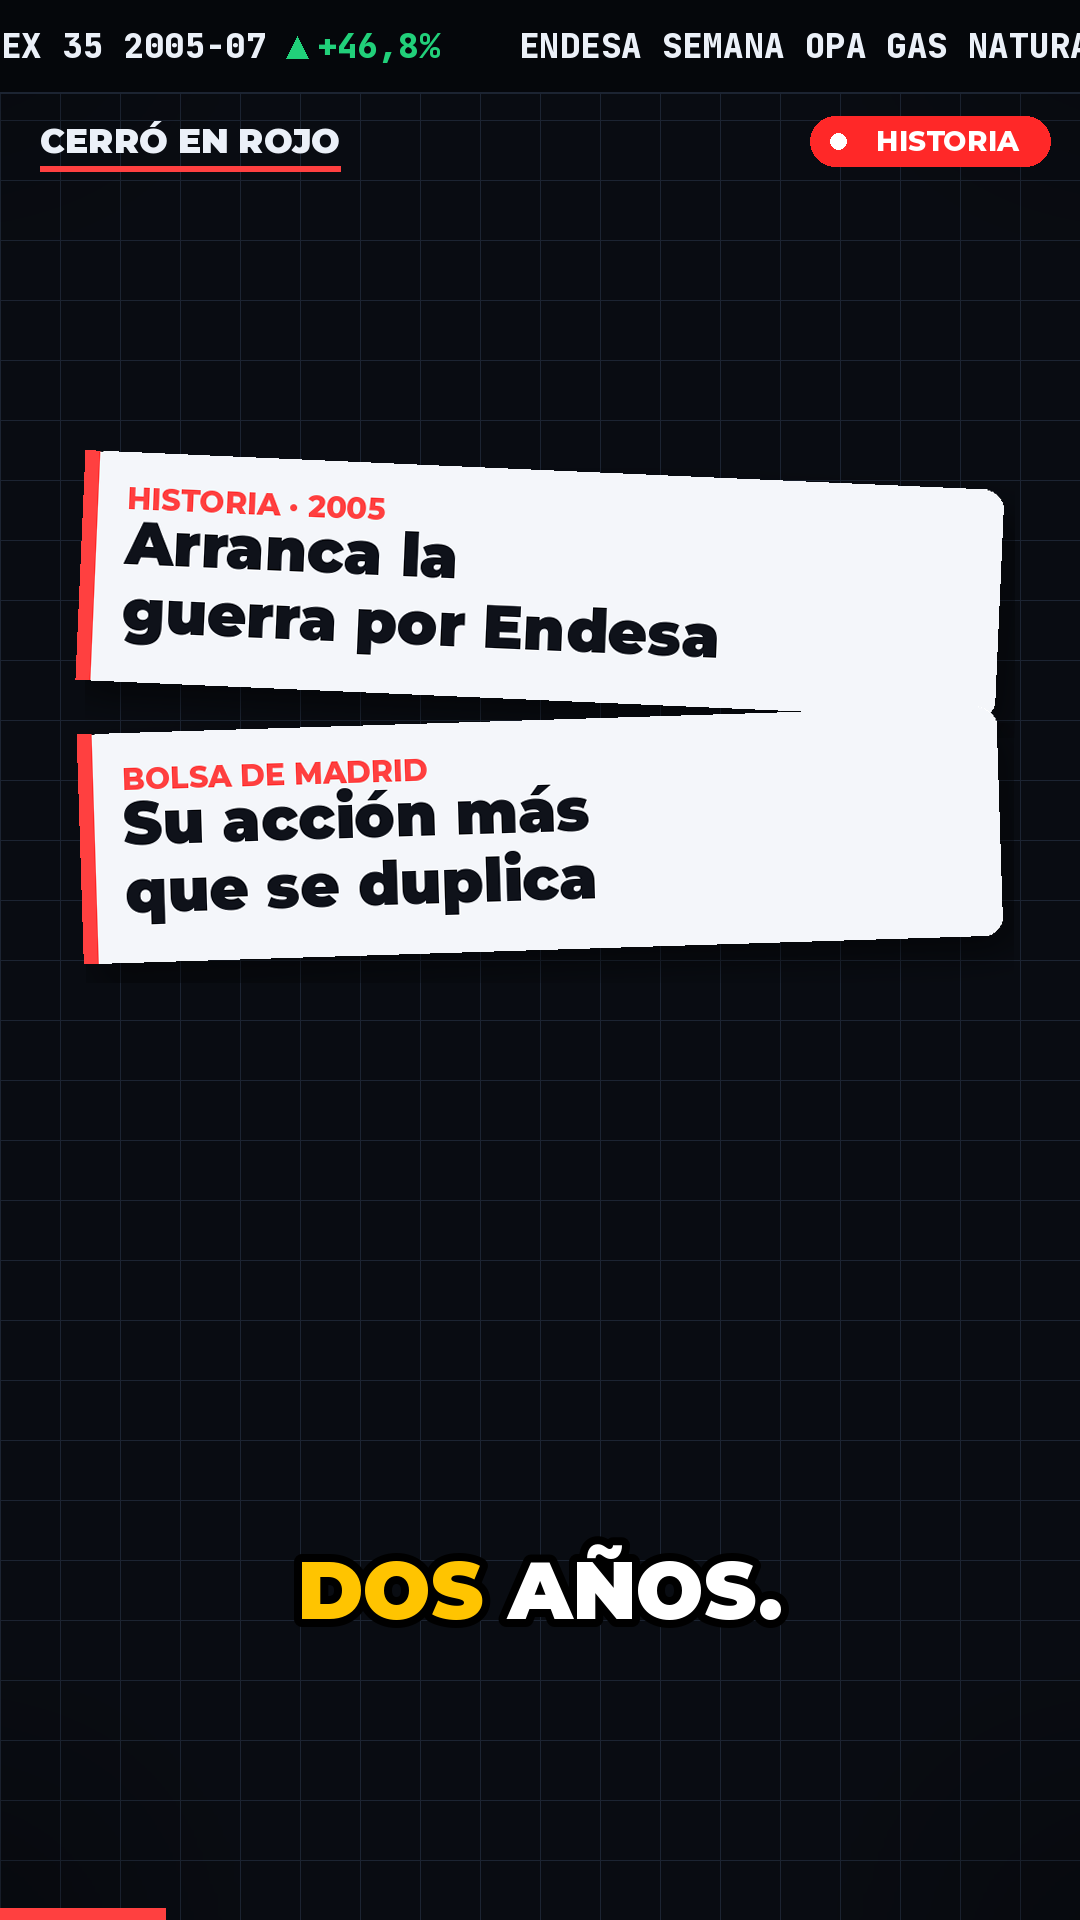 EX 35 2005-07 ▲+46,8% ENDESA SEMANA OPA GAS NATURA
CERRÓ EN ROJO
HISTORIA
HISTORIA • 2005
Arranca la
guerra por Endesa
BOLSA DE MADRID
Su acción más
que se duplica
DOS AÑOS.